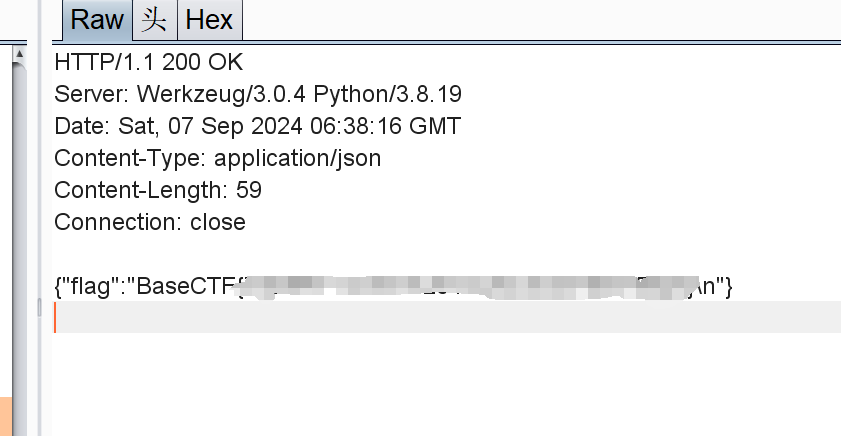 Raw 头 Hex
HTTP/1.1 200 OK
Server: Werkzeug/3.0.4 Python/3.8.19
Date: Sat, 07 Sep 2024 06:38:16 GMT
Content-Type: application/json
Content-Length: 59
Connection: close
{"flag":"BaseCTF{ \n"}